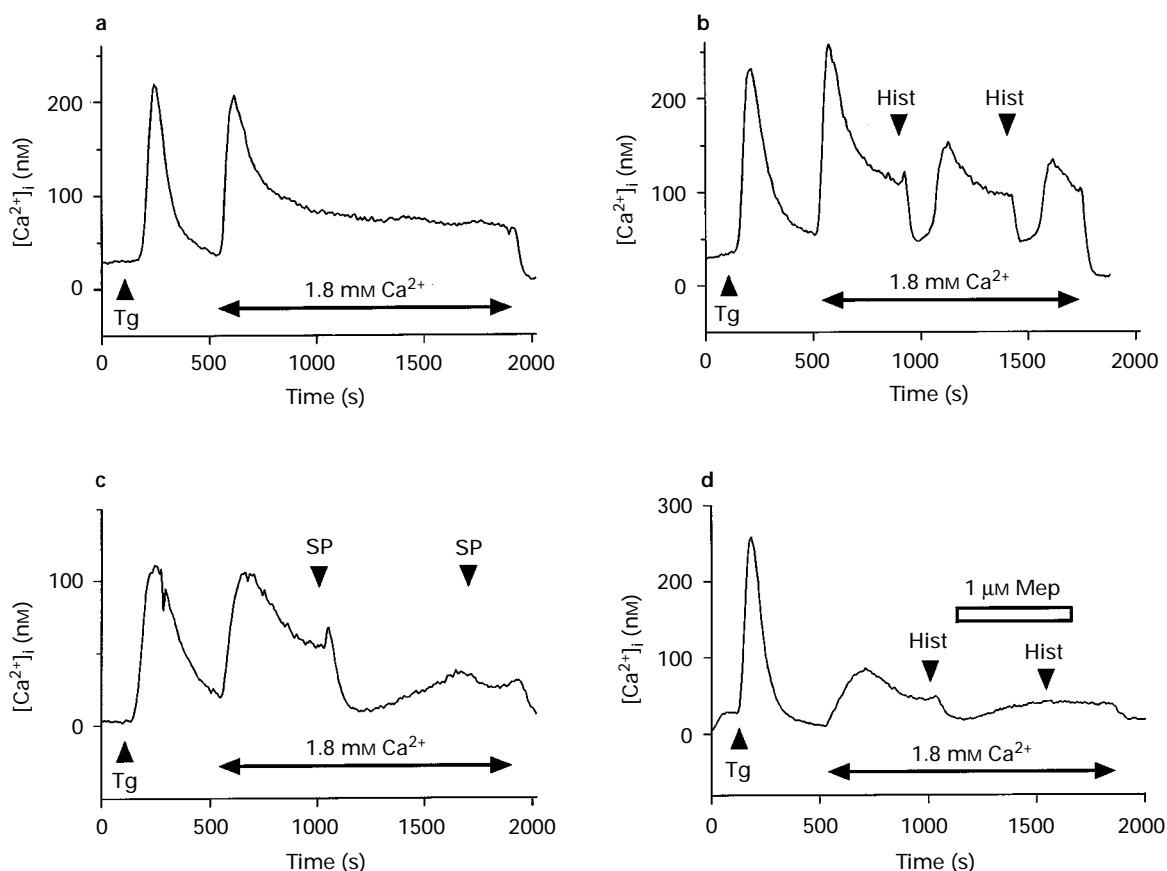 a
200
100
0
[Ca²⁺]ᵢ (nM)
Tg
1.8 mM Ca²⁺
0 500 1000 1500 2000
Time (s)
b
200
100
0
[Ca²⁺]ᵢ (nM)
Hist Hist
Tg
1.8 mM Ca²⁺
0 500 1000 1500 2000
Time (s)
c
100
0
[Ca²⁺]ᵢ (nM)
SP SP
Tg
1.8 mM Ca²⁺
0 500 1000 1500 2000
Time (s)
d
300
200
100
0
[Ca²⁺]ᵢ (nM)
1 µM Mep
Hist Hist
Tg
1.8 mM Ca²⁺
0 500 1000 1500 2000
Time (s)